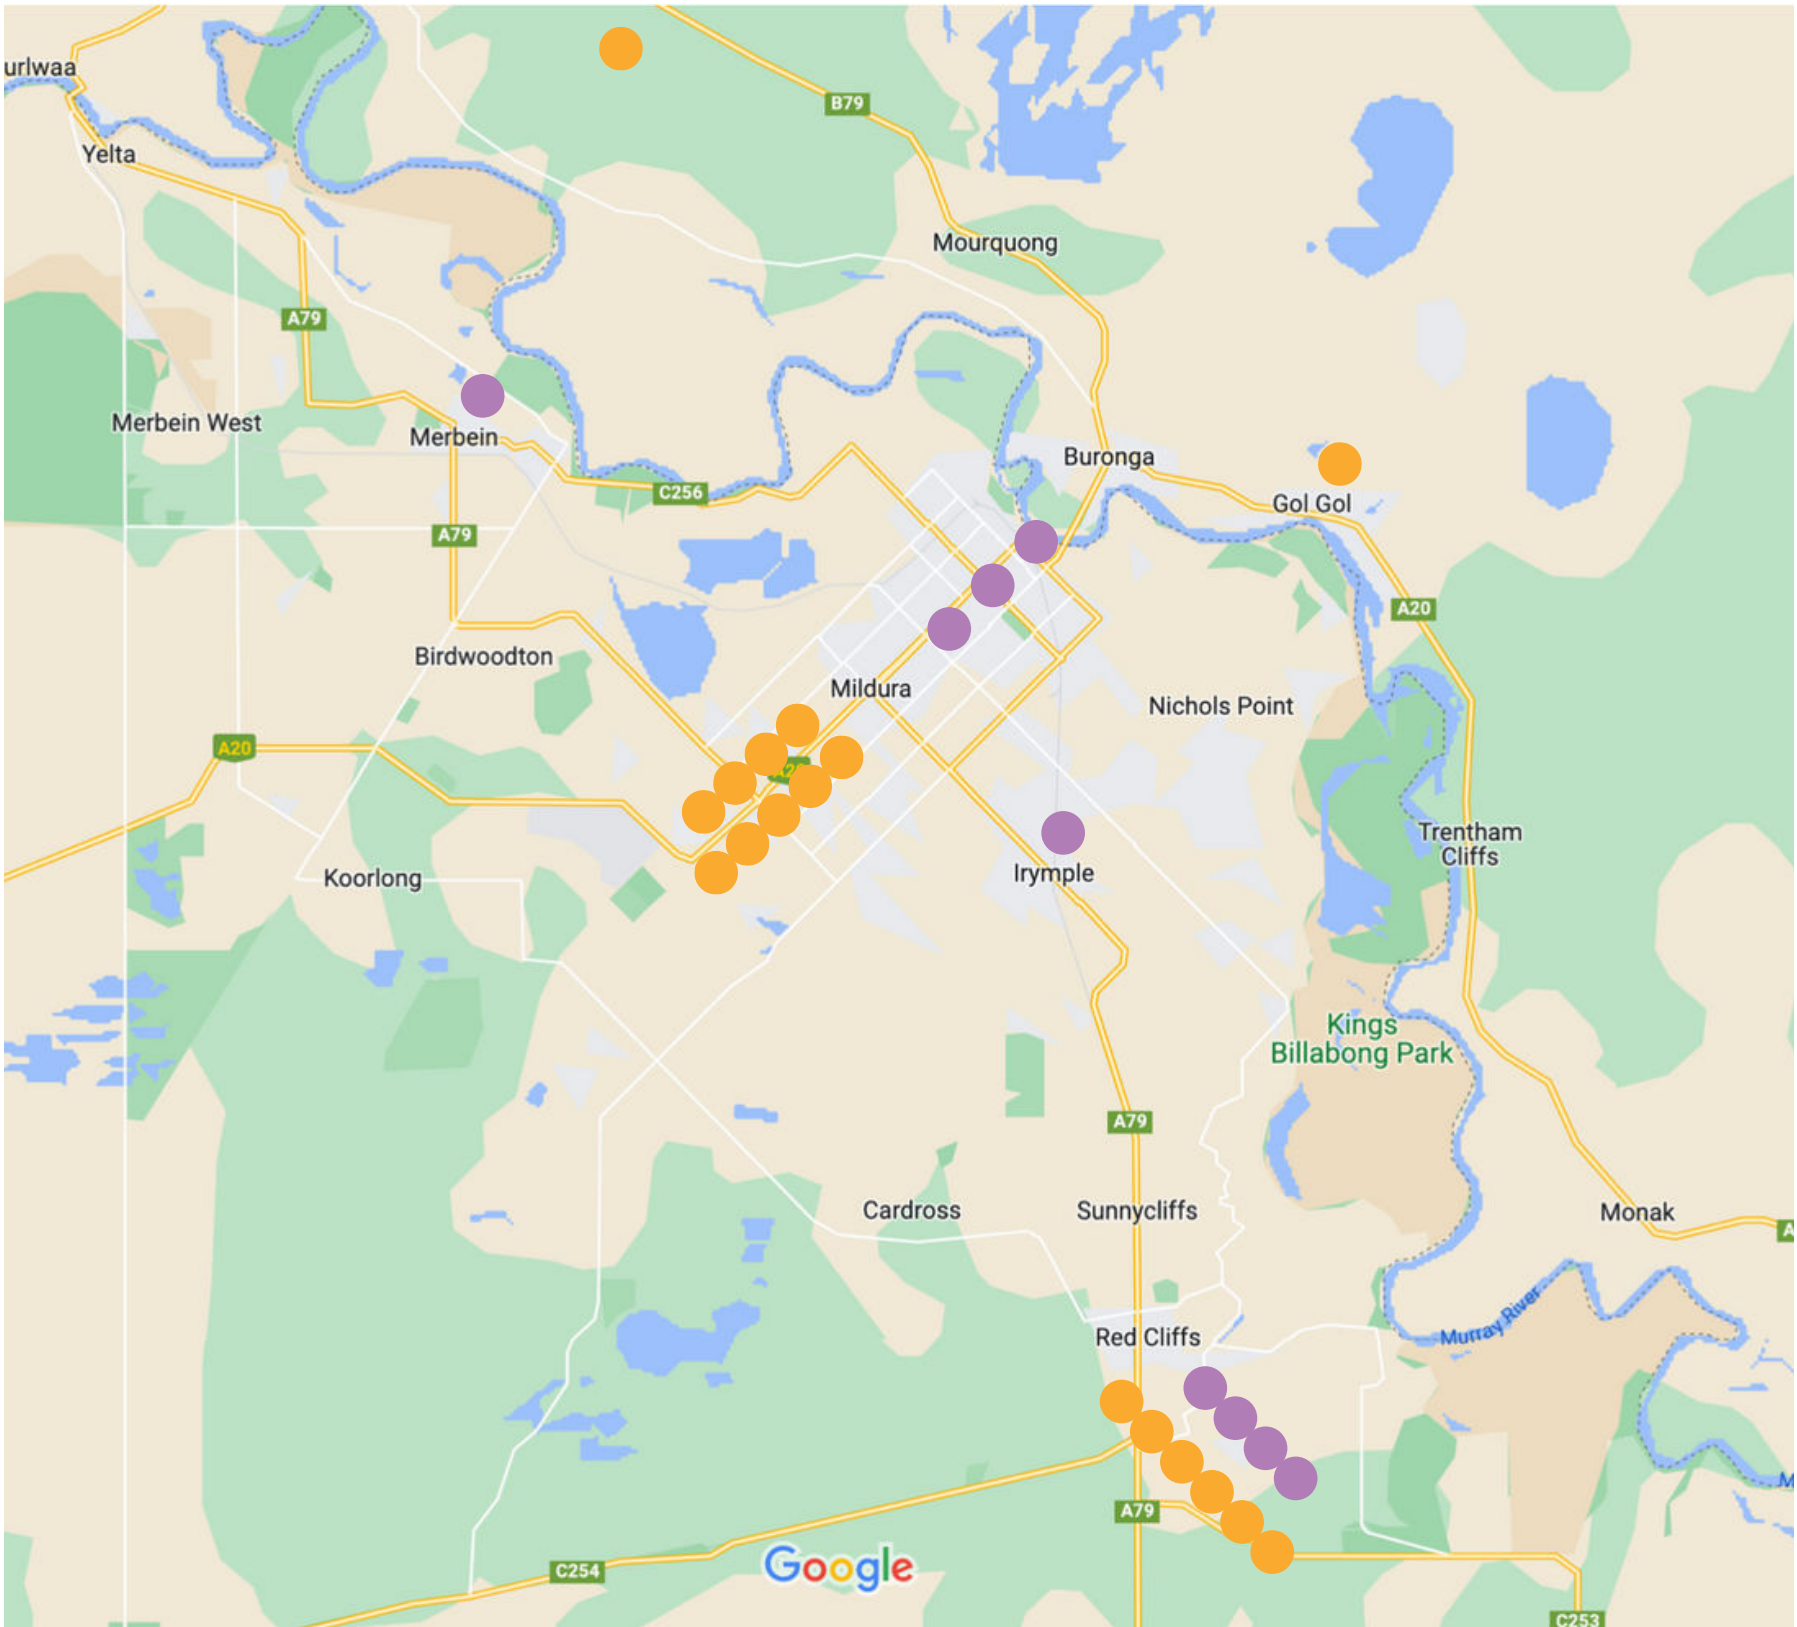 urlwaa
B79
Yelta
Mourquong
A79
Merbein West
Merbein
Buronga
C256
Gol Gol
A79
A20
Birdwoodton
Mildura
Nichols Point
A20
Trentham
Cliffs
Irymple
Koorlong
Kings
Billabong Park
A79
Cardross
Sunnycliffs
Monak
A
Murray River
Red Cliffs
M
A79
Google
C254
C253